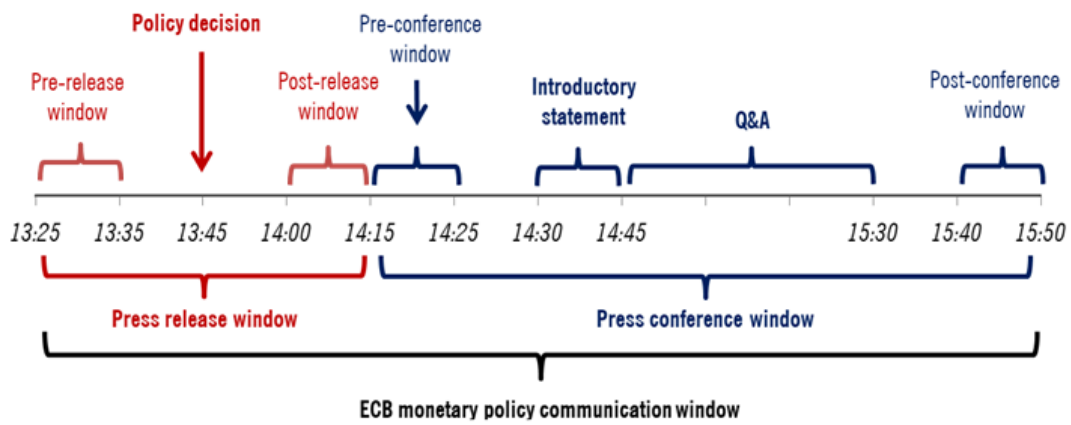 Policy decision
Pre-conference
window
Pre-release
window
Post-release
window
Introductory
statement
Q&A
Post-conference
window
13:25 13:35 13:45 14:00 14:15 14:25 14:30 14:45 15:30 15:40 15:50
Press release window
Press conference window
ECB monetary policy communication window